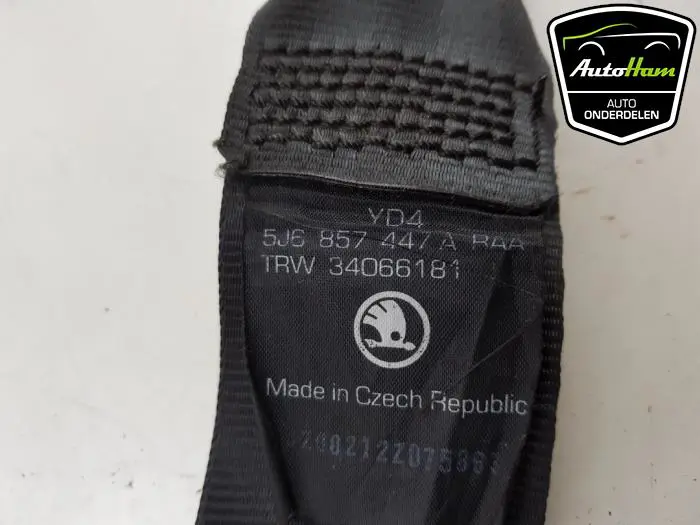 AutoHam
AUTO
ONDERDELEN
YD4
5J6 857 447 A RAA
TRW 34066181
Made in Czech Republic